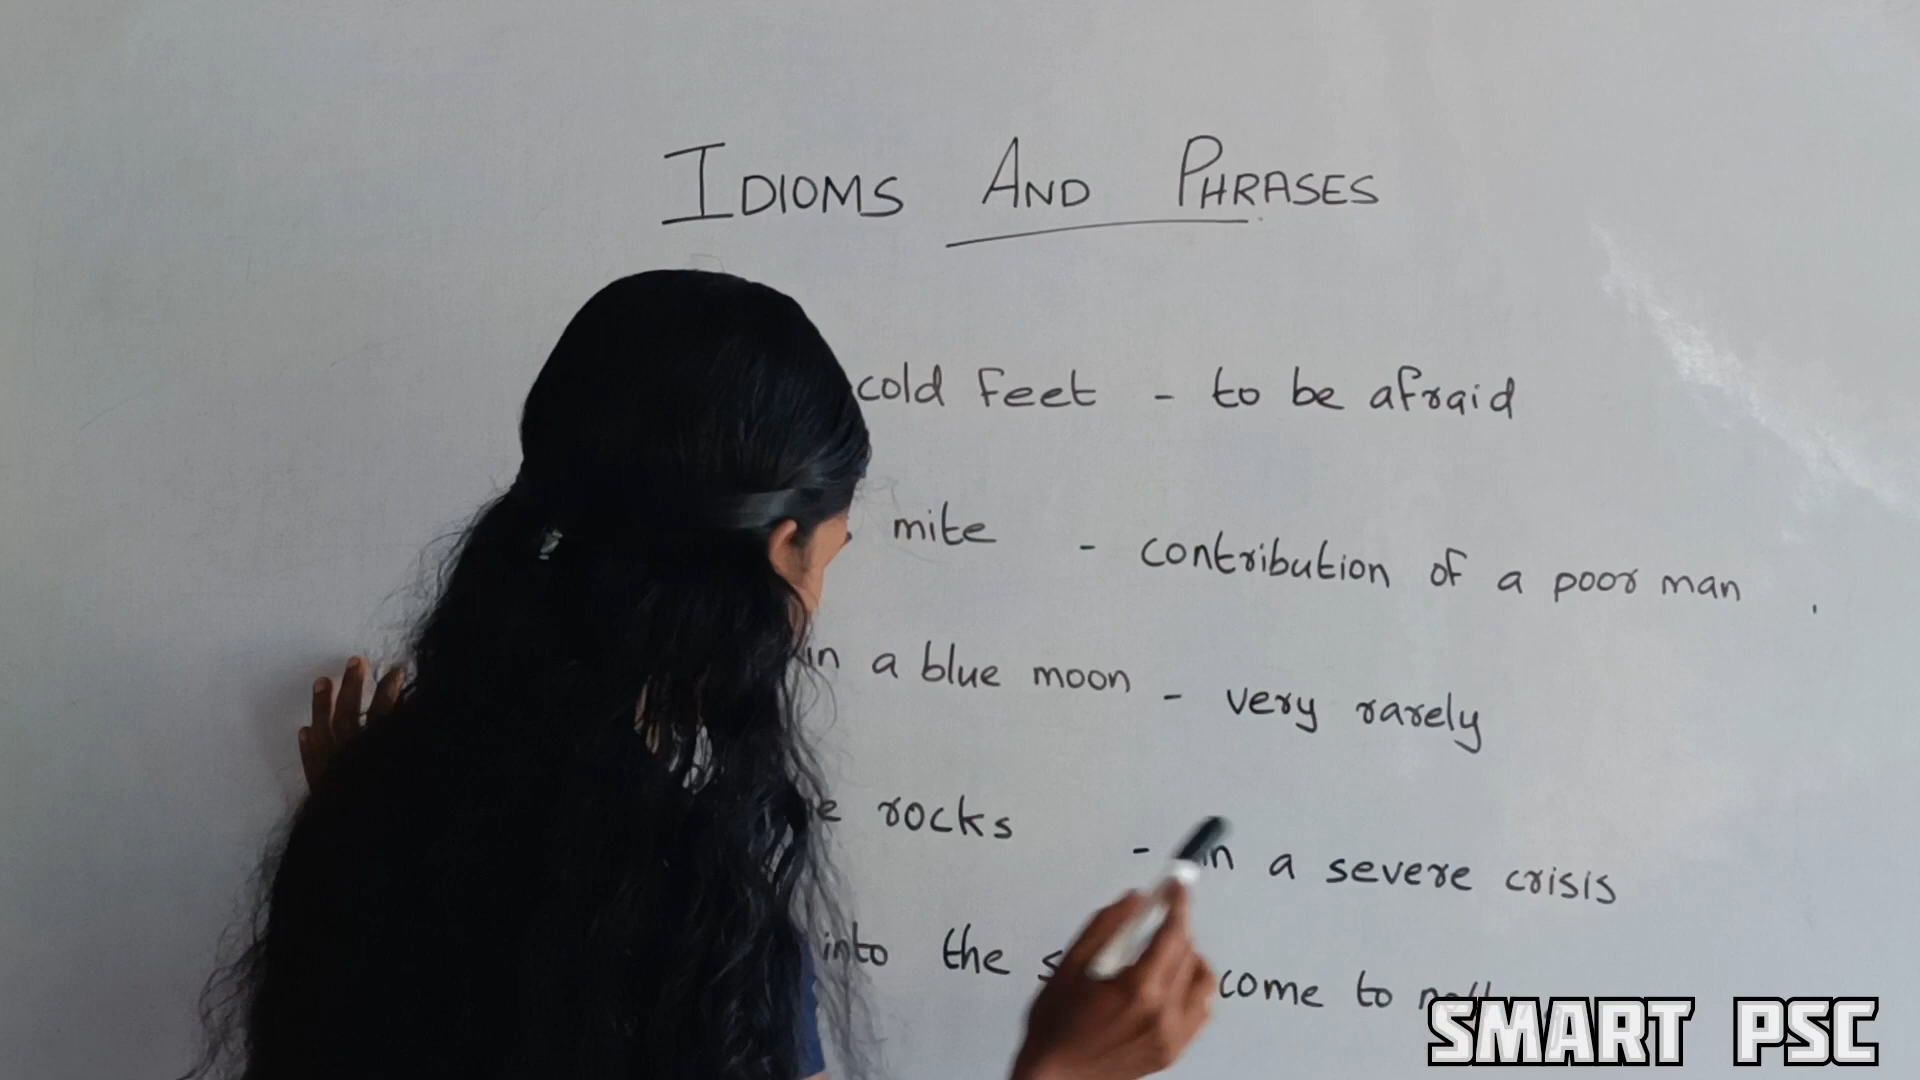 IDIOMS AND PHRASES
cold feet - to be afraid
mite - contribution of a poor man
in a blue moon - very rarely
rocks - in a severe crisis
into the come to
SMART PSC